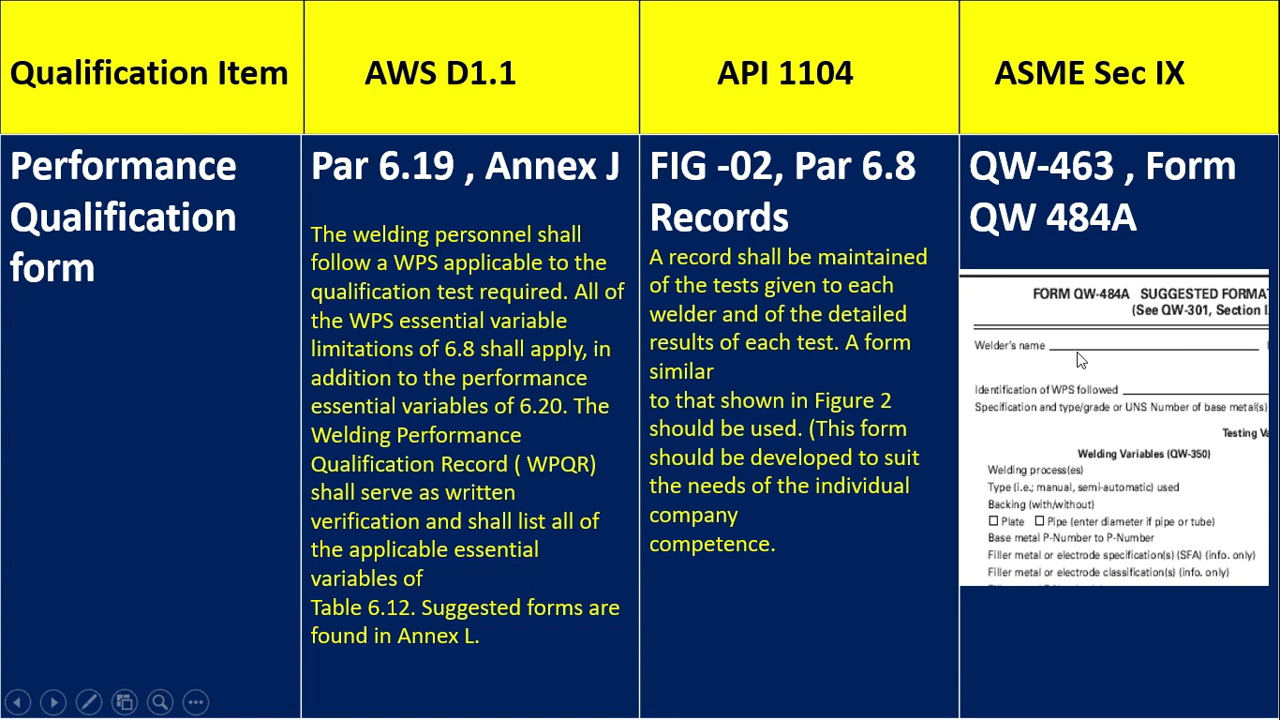 Qualification Item
AWS D1.1
API 1104
ASME Sec IX
Performance
Qualification
form
Par 6.19 , Annex J
The welding personnel shall
follow a WPS applicable to the
qualification test required. All of
the WPS essential variable
limitations of 6.8 shall apply, in
addition to the performance
essential variables of 6.20. The
Welding Performance
Qualification Record ( WPQR)
shall serve as written
verification and shall list all of
the applicable essential
variables of
Table 6.12. Suggested forms are
found in Annex L.
FIG -02, Par 6.8
Records
A record shall be maintained
of the tests given to each
welder and of the detailed
results of each test. A form
similar
to that shown in Figure 2
should be used. (This form
should be developed to suit
the needs of the individual
company
competence.
QW-463 , Form
QW 484A
FORM QW-484A SUGGESTED
(See QW-301, Section
Welder's name
Identification of WPS followed
Specification and type/grade or UNS Number of base metal(s)
Testing
Welding Variables (QW-350)
Welding process(es)
Type (i.e.; manual, semi-automatic) used
Backing (with/without)
Plate Pipe (enter diameter if pipe or tube)
Base metal P-Number to P-Number
Filler metal or electrode specification(s) (SFA) (info. only)
Filler metal or electrode classification(s) (info. only)